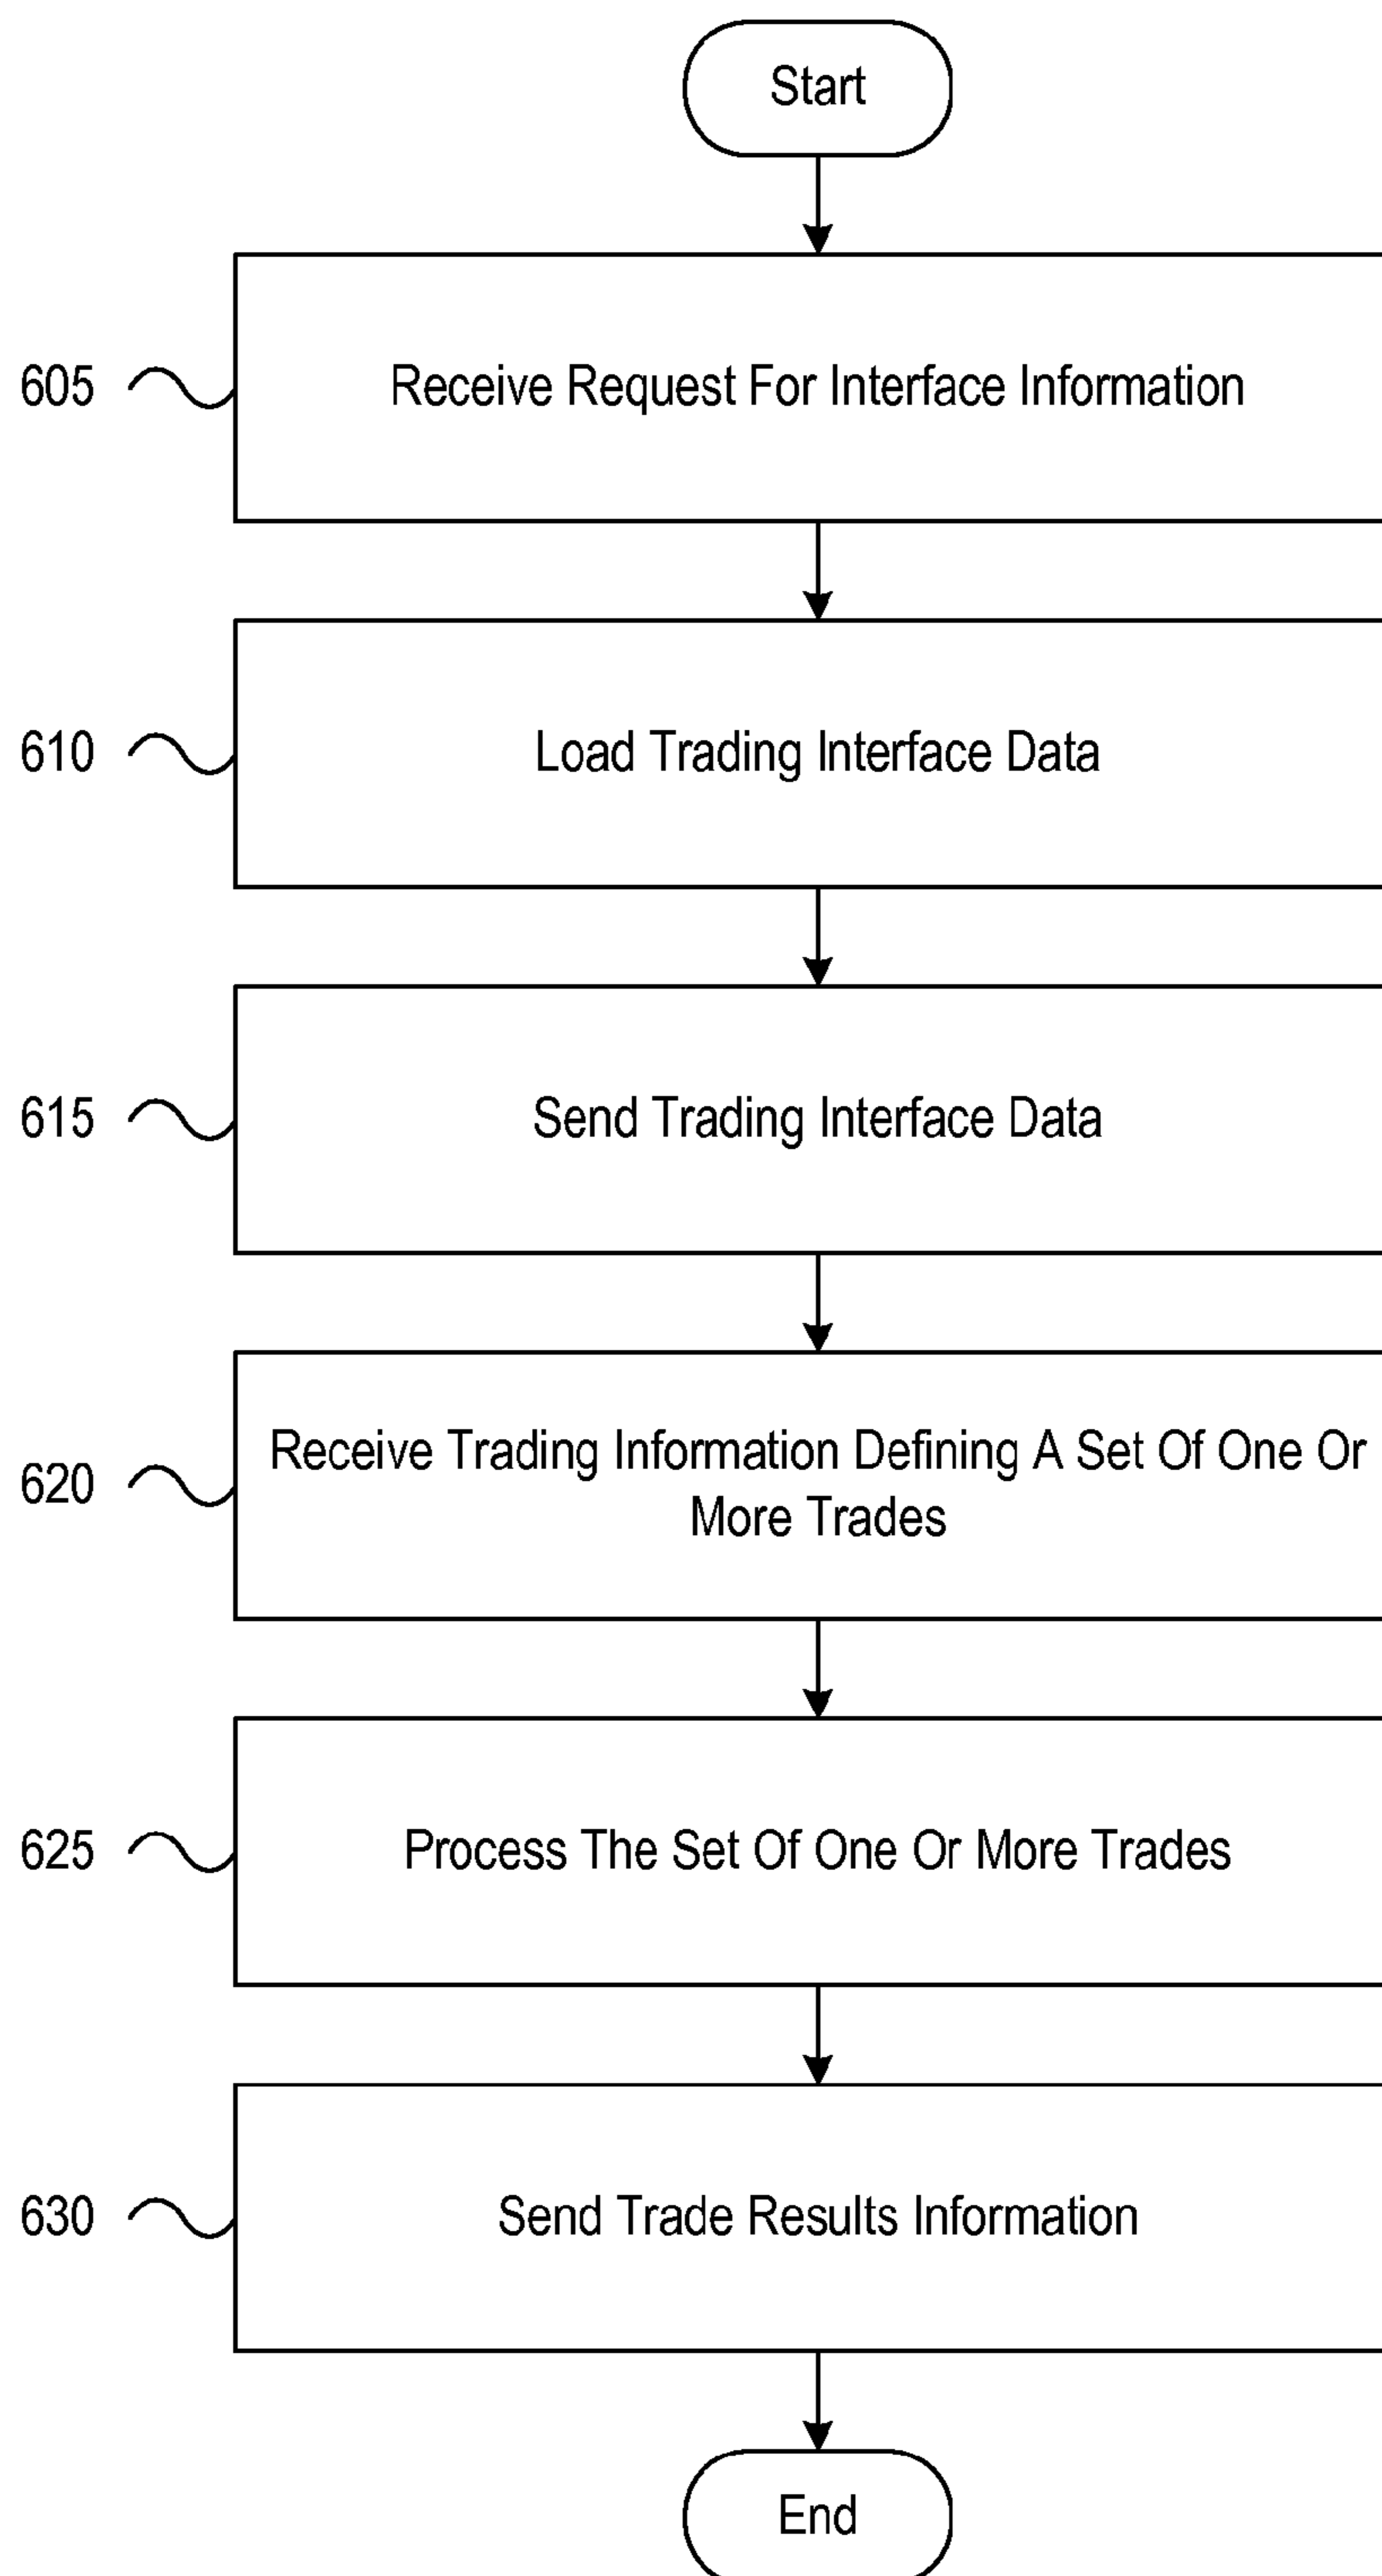 Start
605
Receive Request For Interface Information
610
Load Trading Interface Data
615
Send Trading Interface Data
620
Receive Trading Information Defining A Set Of One Or
More Trades
625
Process The Set Of One Or More Trades
630
Send Trade Results Information
End